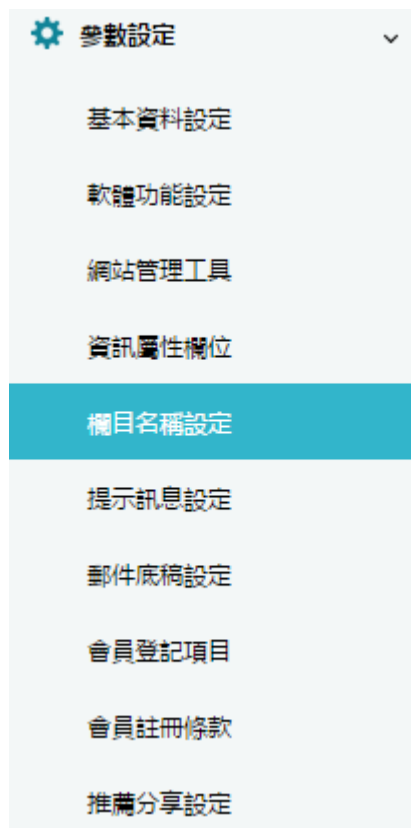 參數設定
基本資料設定
軟體功能設定
網站管理工具
資訊屬性欄位
欄目名稱設定
提示訊息設定
郵件底稿設定
會員登記項目
會員註冊條款
推薦分享設定